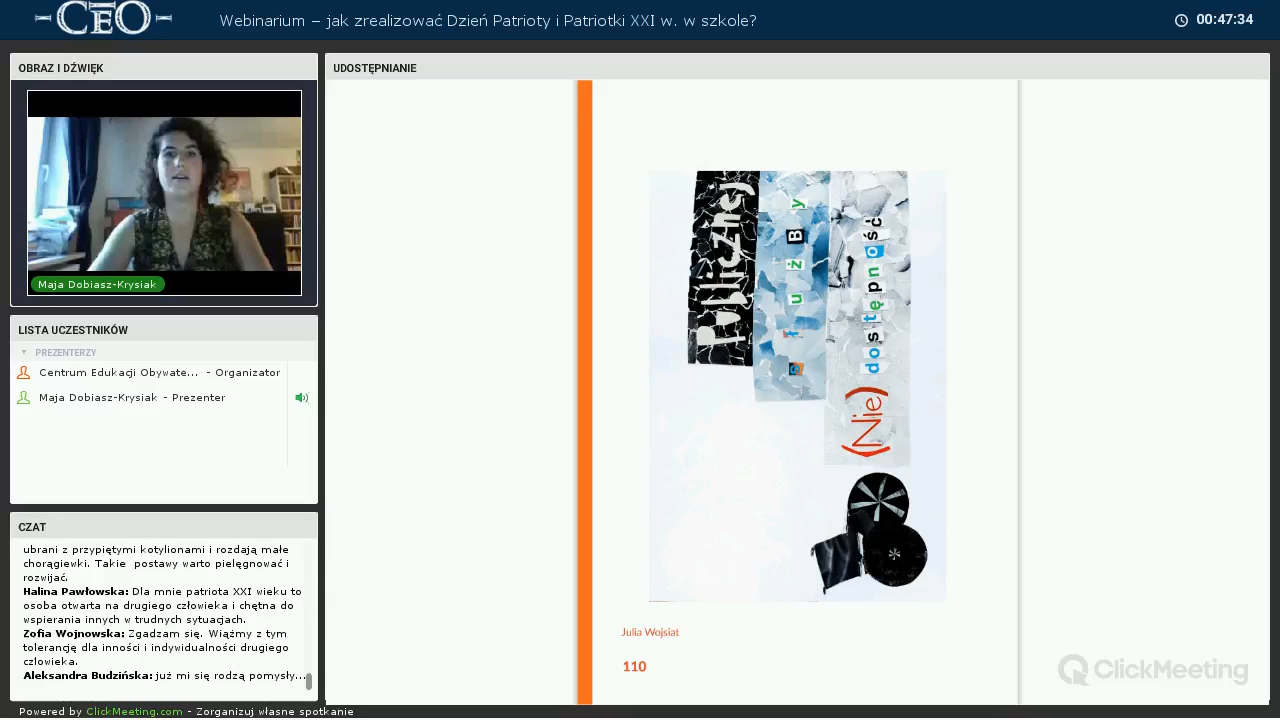 CEO
Webinarium – jak zrealizować Dzień Patrioty i Patriotki XXI w. w szkole?
00:47:34
OBRAZ I DŹWIĘK
Maja Dobiasz-Krysiak
LISTA UCZESTNIKÓW
PREZENTERZY
Centrum Edukacji Obywate... - Organizator
Maja Dobiasz-Krysiak - Prezenter
CZAT
ubrani z przypiętymi kotylionami i rozdają małe
chorągiewki. Takie postawy warto pielęgnować i
rozwijać.
Halina Pawłowska: Dla mnie patriota XXI wieku to
osoba otwarta na drugiego człowieka i chętna do
wspierania innych w trudnych sytuacjach.
Zofia Wojnowska: Zgadzam się. Wiążmy z tym
tolerancję dla inności i indywidualności drugiego
czlowieka.
Aleksandra Budzińska: już mi się rodzą pomysły...
UDOSTĘPNIANIE
(Nie) dostępność
służBy
Publicznej
Julia Wojsiat
110
ClickMeeting
Powered by ClickMeeting.com - Zorganizuj własne spotkanie